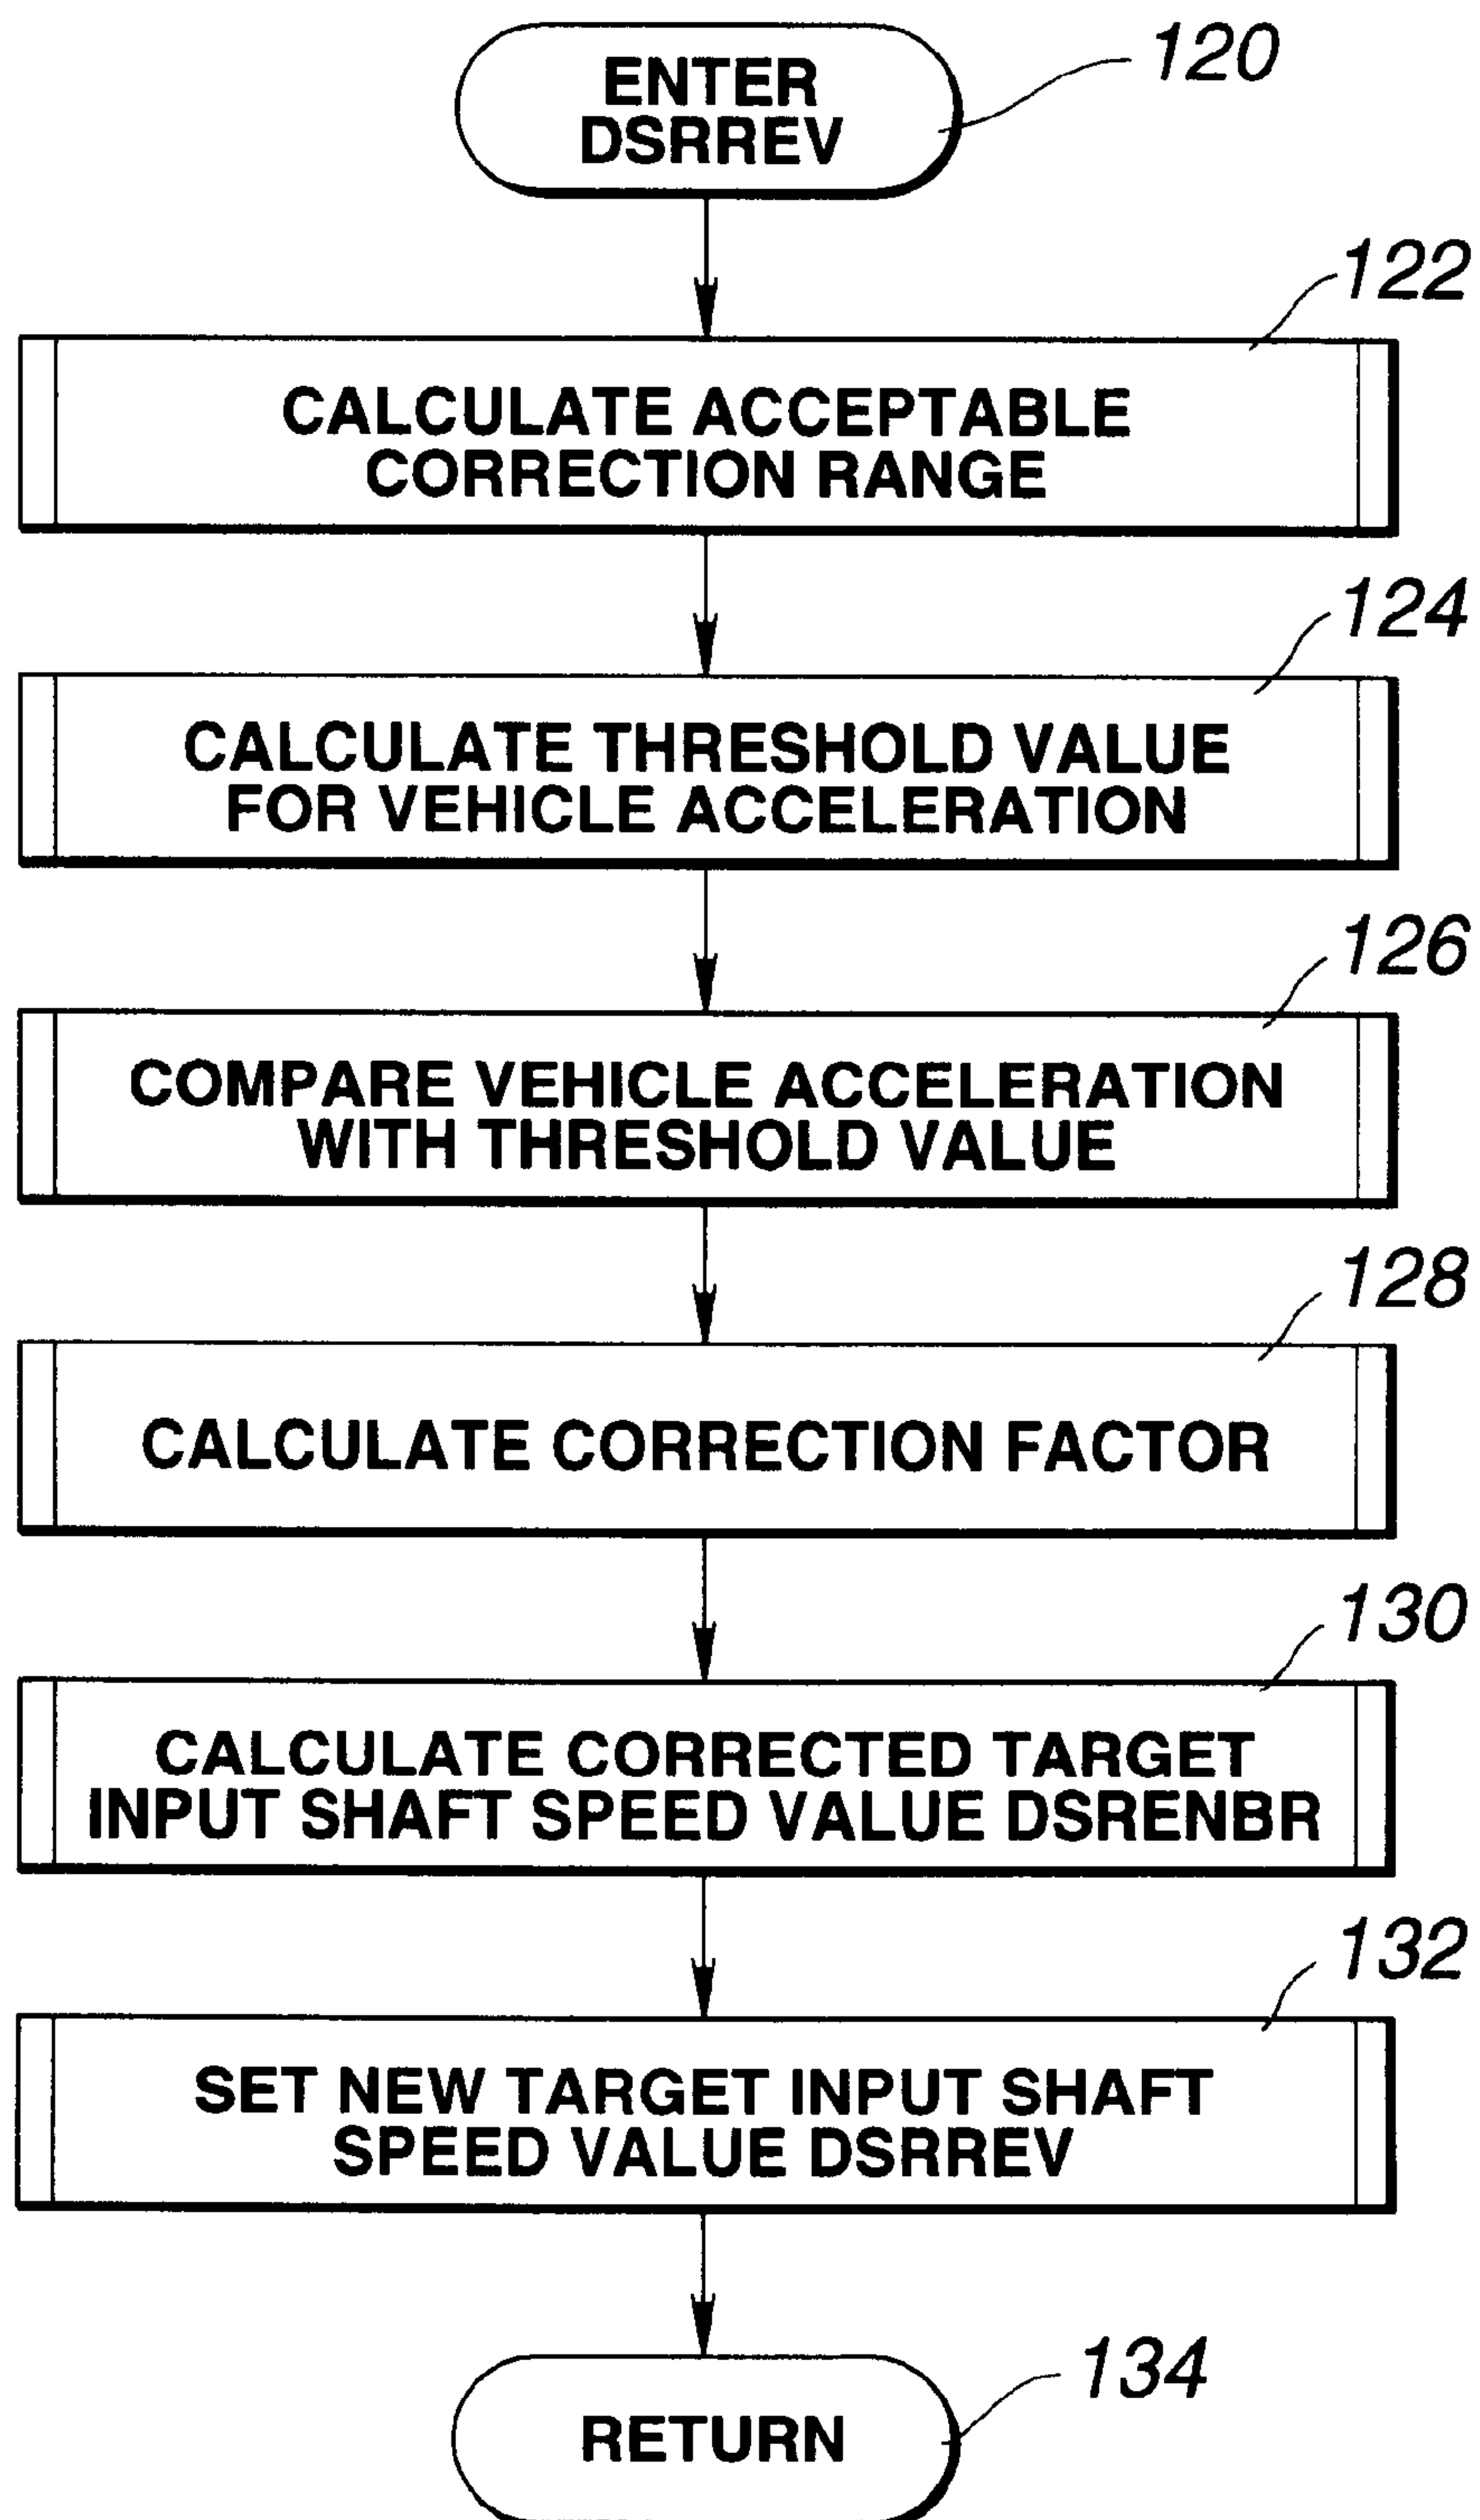 ENTER
DSRREV
120
122
CALCULATE ACCEPTABLE
CORRECTION RANGE
124
CALCULATE THRESHOLD VALUE
FOR VEHICLE ACCELERATION
126
COMPARE VEHICLE ACCELERATION
WITH THRESHOLD VALUE
128
CALCULATE CORRECTION FACTOR
130
CALCULATE CORRECTED TARGET
INPUT SHAFT SPEED VALUE DSRENBR
132
SET NEW TARGET INPUT SHAFT
SPEED VALUE DSRREV
134
RETURN